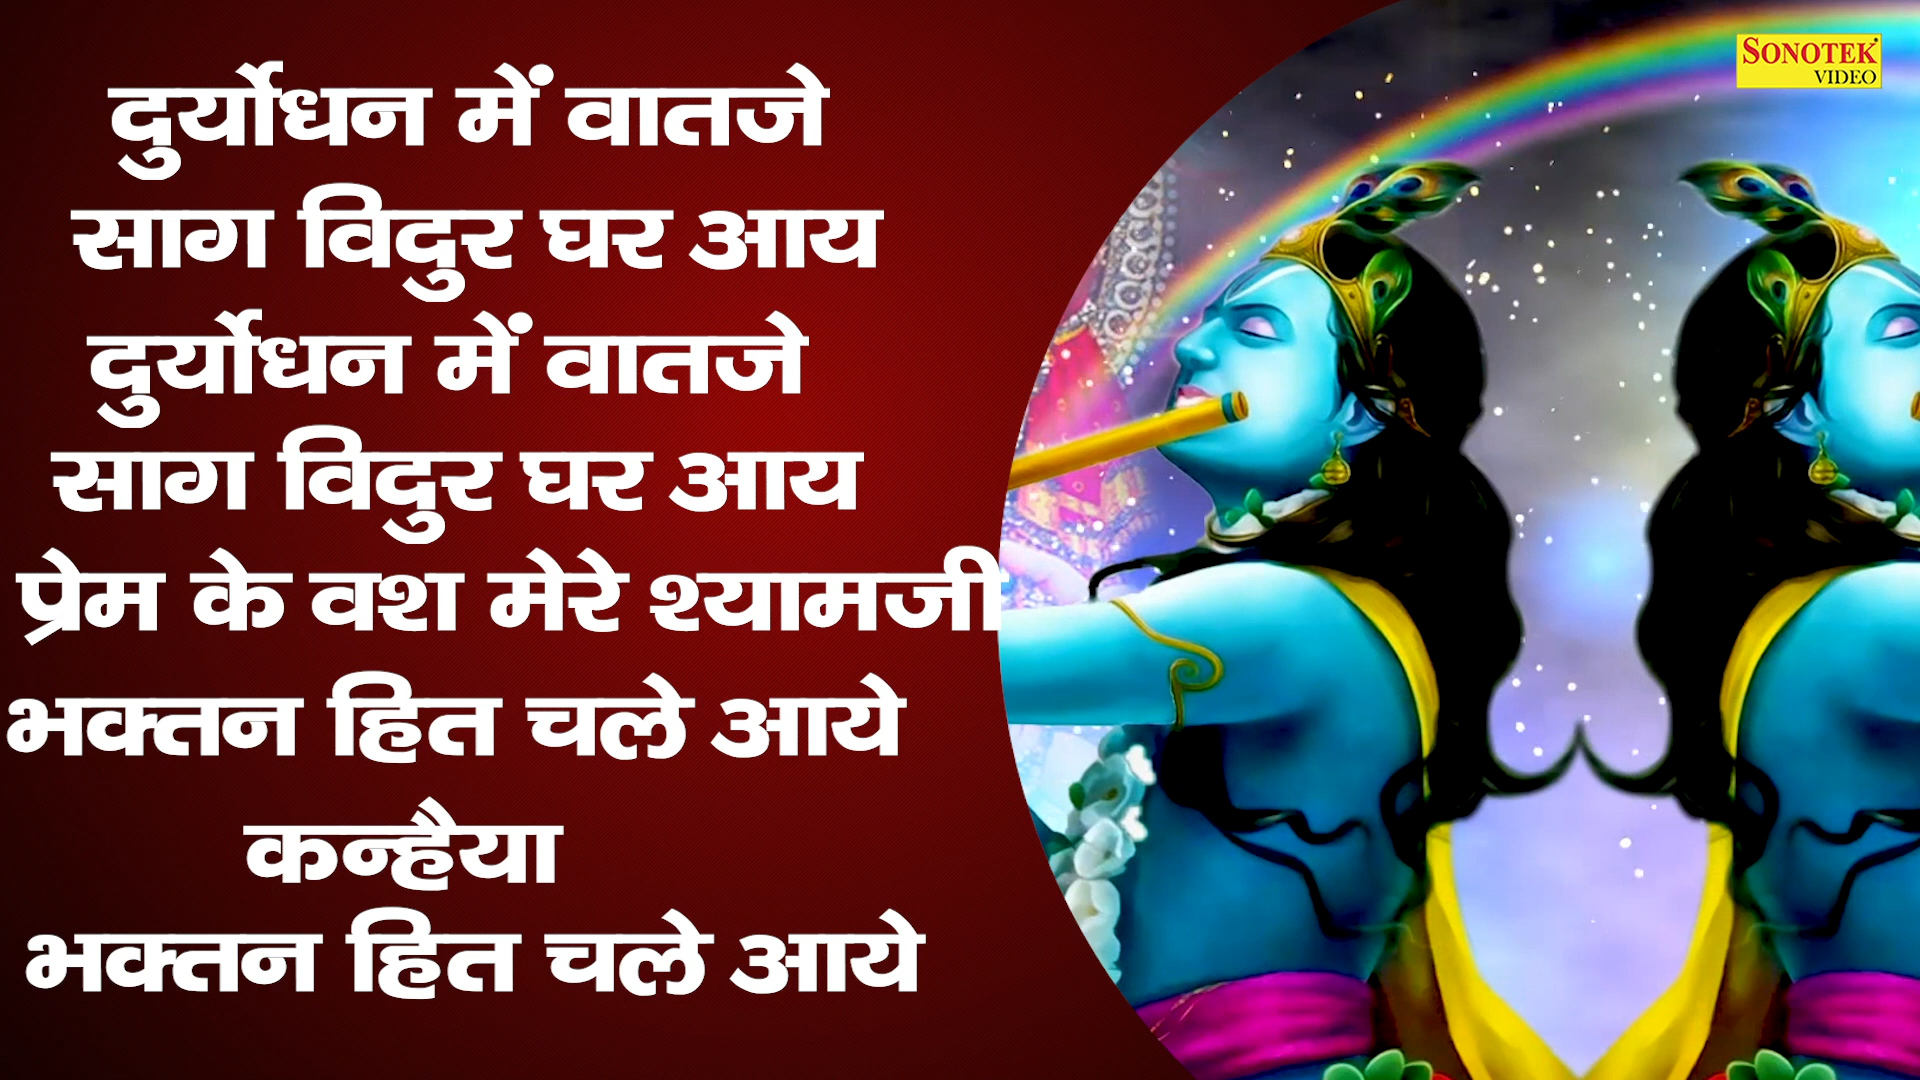 दुर्योधन में वातजे
साग विदुर घर आय
दुर्योधन में वातजे
साग विदुर घर आय
प्रेम के वश मेरे श्यामजी
भक्तन हित चले आये
कन्हैया
भक्तन हित चले आये
SONOTEK
VIDEO